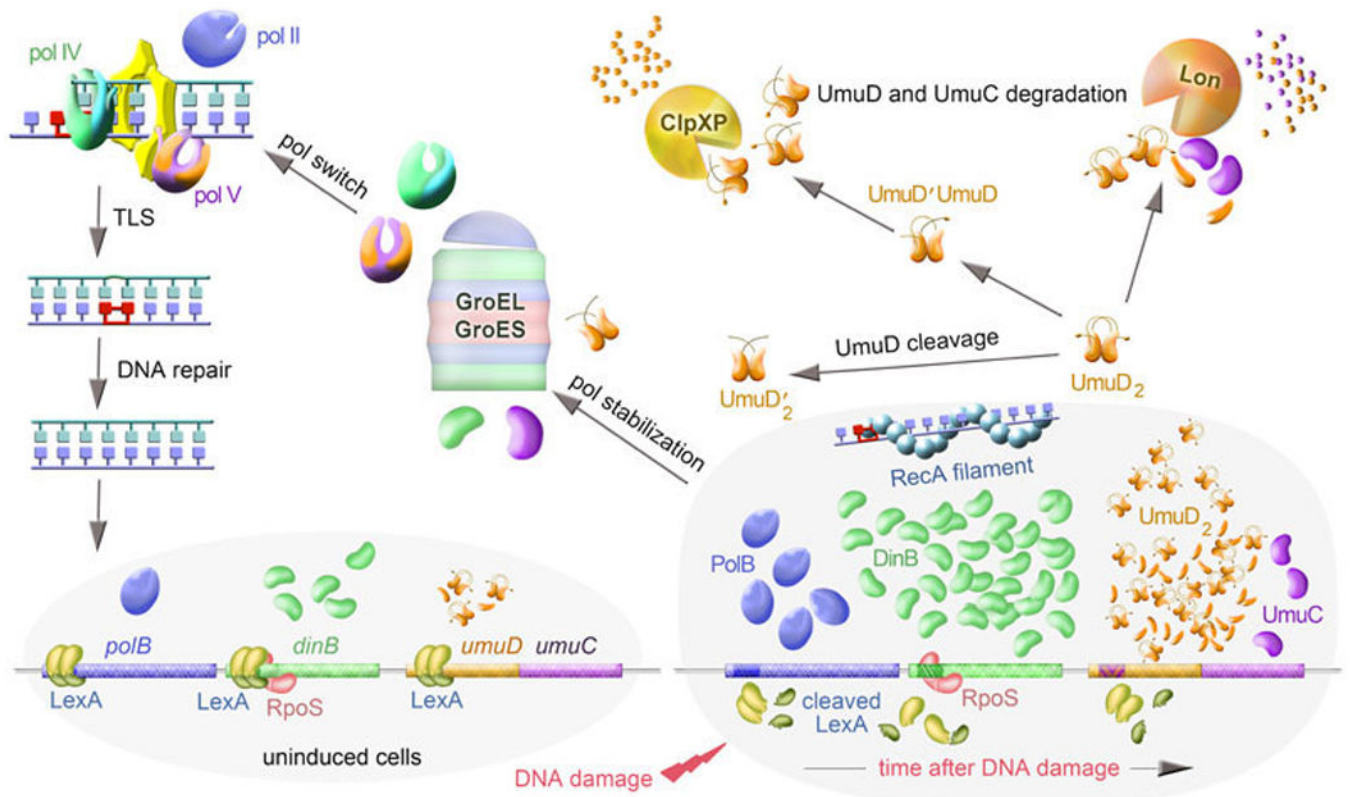 pol IV
pol II
pol V
TLS
DNA repair
pol switch
GroEL
GroES
pol stabilization
ClpXP
UmuD and UmuC degradation
Lon
UmuD′UmuD
UmuD cleavage
UmuD′2
UmuD2
RecA filament
PolB
DinB
UmuD2
UmuC
cleaved
LexA
RpoS
DNA damage
time after DNA damage
polB
dinB
umuD umuC
LexA
LexA
RpoS
LexA
uninduced cells